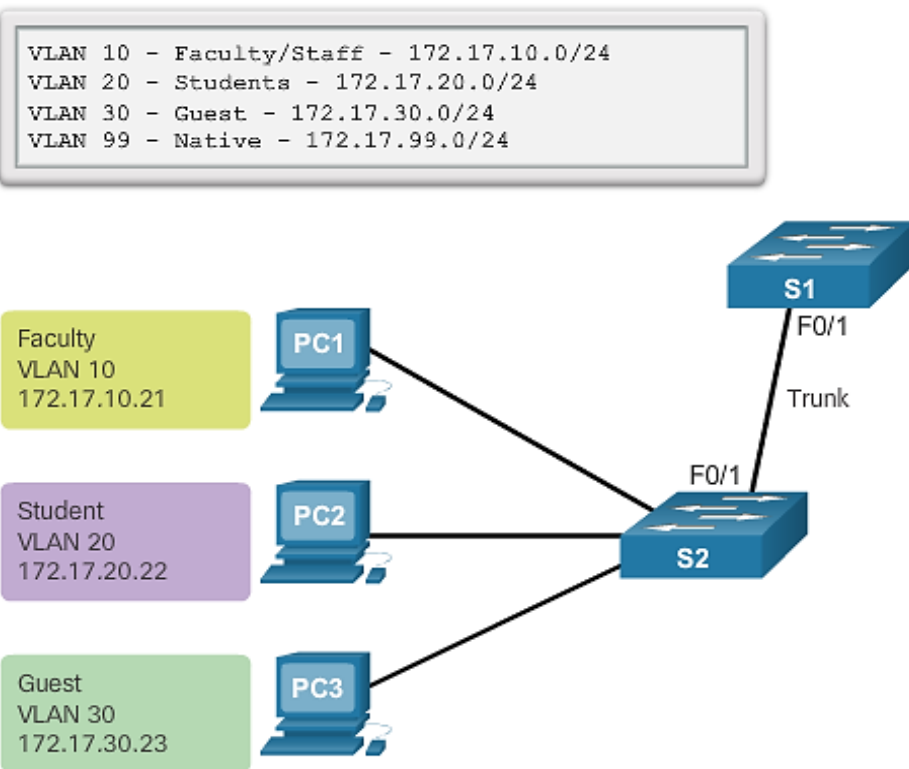 VLAN 10 - Faculty/Staff - 172.17.10.0/24
VLAN 20 - Students - 172.17.20.0/24
VLAN 30 - Guest - 172.17.30.0/24
VLAN 99 - Native - 172.17.99.0/24
S1
F0/1
Trunk
Faculty
VLAN 10
172.17.10.21
PC1
F0/1
S2
Student
VLAN 20
172.17.20.22
PC2
Guest
VLAN 30
172.17.30.23
PC3